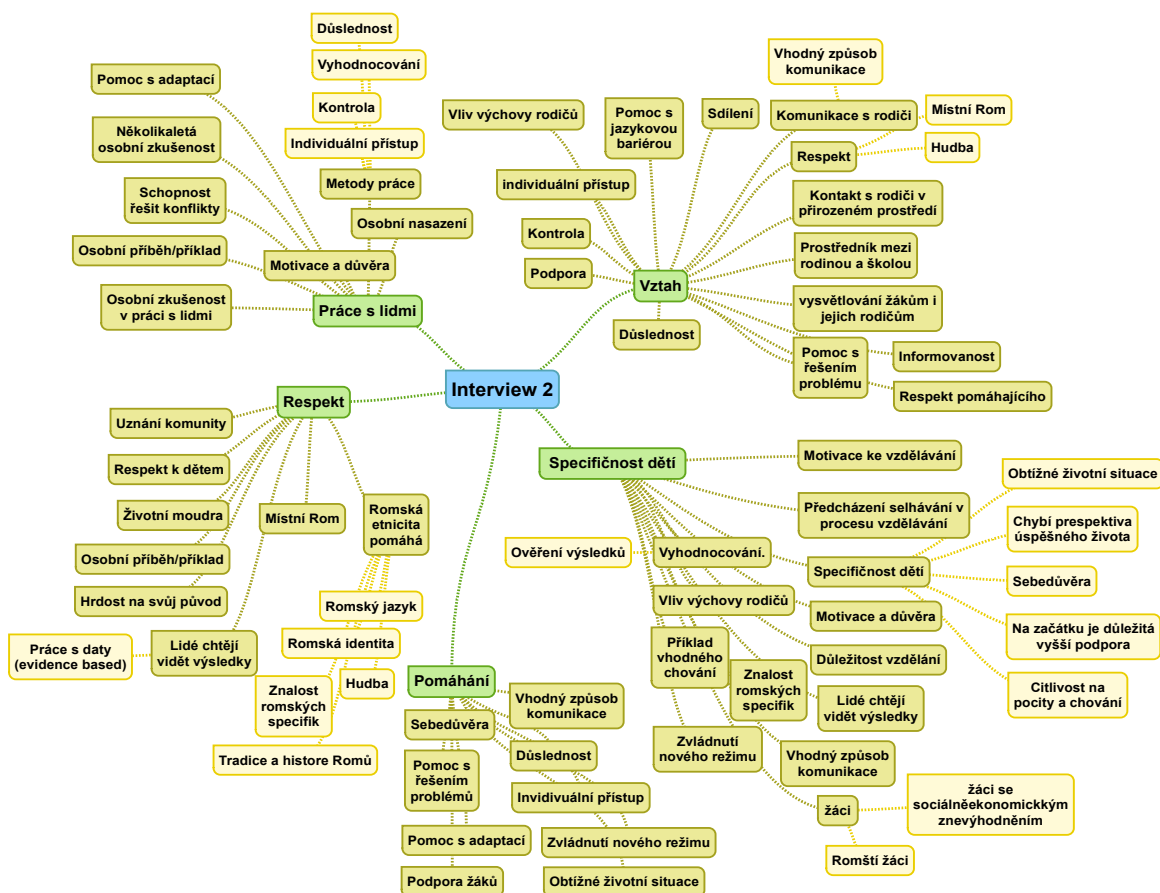 Důslednost
Vyhodnocování
Pomoc s adaptací
Kontrola
Několikaletá
osobní zkušenost
Individuální přístup
Schopnost
řešit konflikty
Metody práce
Osobní nasazení
Osobní příběh/příklad
Motivace a důvěra
Osobní zkušenost
v práci s lidmi
Práce s lidmi
Vhodný způsob
komunikace
Vliv výchovy rodičů
Pomoc s
jazykovou
bariérou
Sdílení
Komunikace s rodiči
Místní Rom
Respekt
Hudba
individuální přístup
Kontakt s rodiči v
přirozeném prostředí
Kontrola
Prostředník mezi
rodinou a školou
Podpora
Vztah
vysvětlování žákům i
jejich rodičům
Důslednost
Pomoc s
řešením
problému
Informovanost
Respekt pomáhajícího
Interview 2
Respekt
Uznání komunity
Respekt k dětem
Životní moudra
Místní Rom
Romská
etnicita
pomáhá
Osobní příběh/příklad
Hrdost na svůj původ
Romský jazyk
Práce s daty
(evidence based)
Lidé chtějí
vidět výsledky
Romská identita
Hudba
Znalost
romských
specifik
Tradice a histore Romů
Pomáhání
Vhodný způsob
komunikace
Sebedůvěra
Důslednost
Pomoc s
řešením
problémů
Invidivuální přístup
Pomoc s adaptací
Zvládnutí nového režimu
Podpora žáků
Obtížné životní situace
Specifičnost dětí
Motivace ke vzdělávání
Obtížné životní situace
Předcházení selhávání v
procesu vzdělávání
Chybí prespektiva
úspěšného života
Ověření výsledků
Vyhodnocování.
Specifičnost dětí
Sebedůvěra
Vliv výchovy rodičů
Motivace a důvěra
Na začátku je důležitá
vyšší podpora
Příklad
vhodného
chování
Důležitost vzdělání
Znalost
romských
specifik
Lidé chtějí
vidět výsledky
Citlivost na
pocity a chování
Zvládnutí
nového režimu
Vhodný způsob
komunikace
žáci
žáci se
sociálněekonomickkým
znevýhodněním
Romští žáci